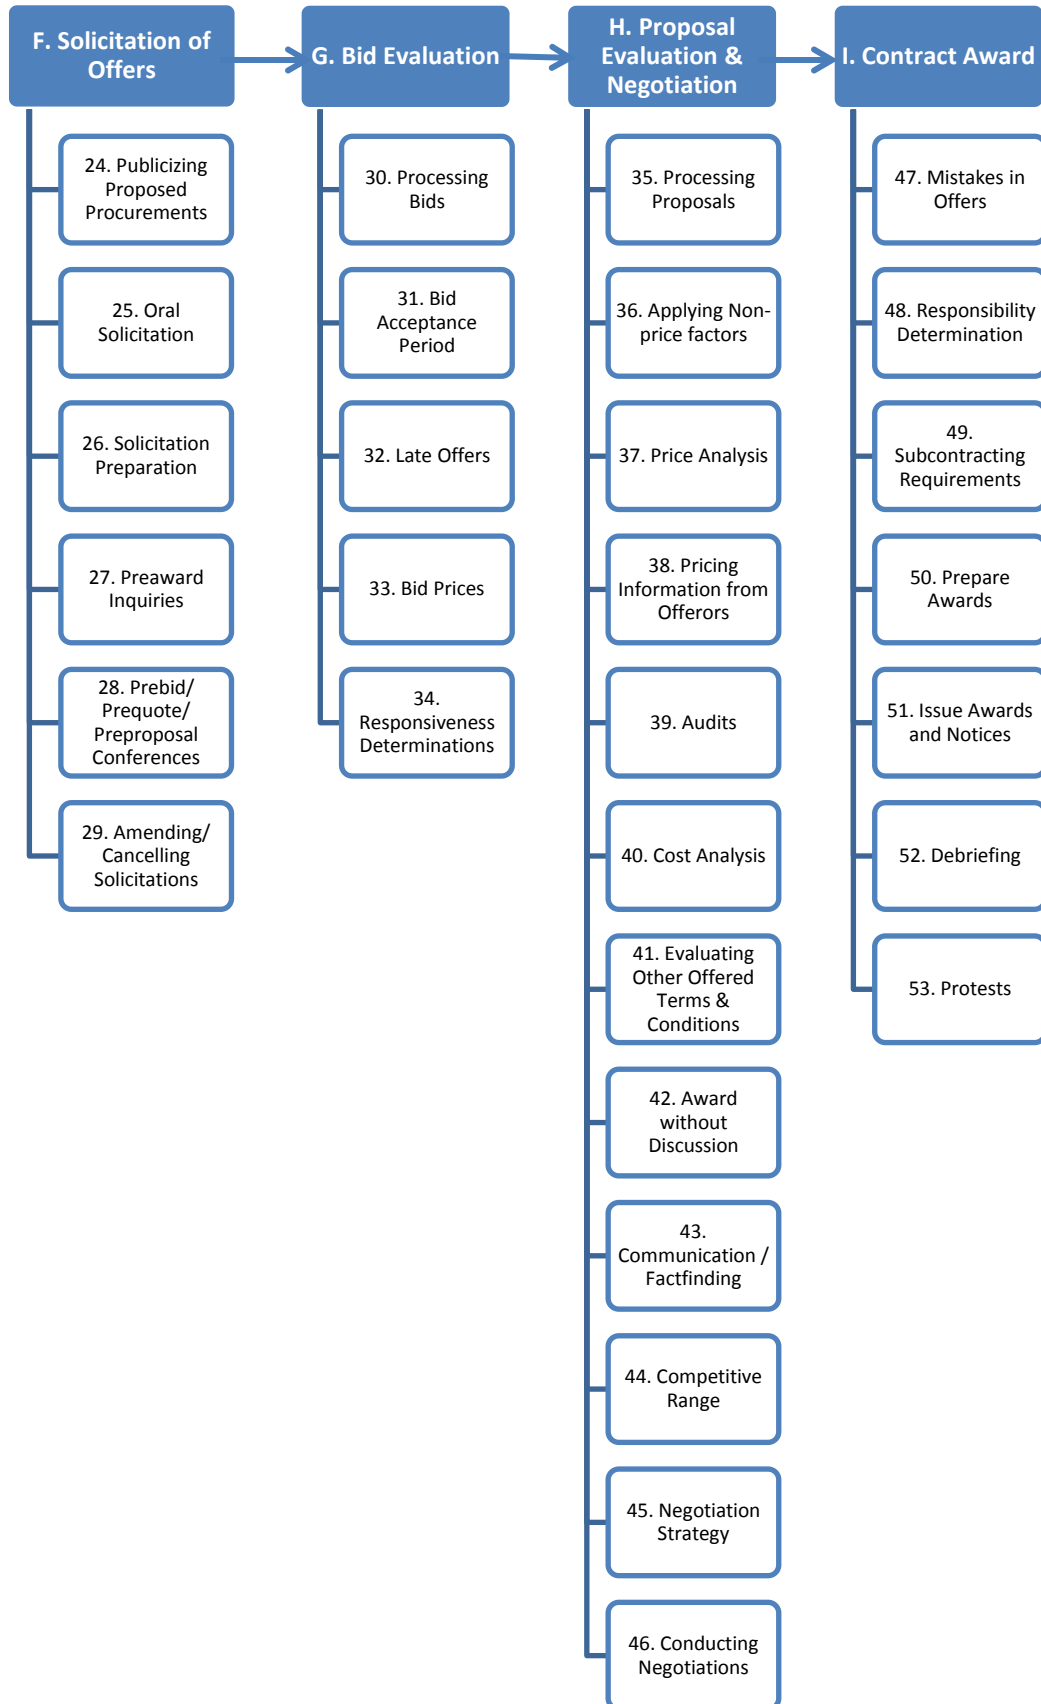 F. Solicitation of
Offers
G. Bid Evaluation
H. Proposal
Evaluation &
Negotiation
I. Contract Award
24. Publicizing
Proposed
Procurements
25. Oral
Solicitation
26. Solicitation
Preparation
27. Preaward
Inquiries
28. Prebid/
Prequote/
Preproposal
Conferences
29. Amending/
Cancelling
Solicitations
30. Processing
Bids
31. Bid
Acceptance
Period
32. Late Offers
33. Bid Prices
34.
Responsiveness
Determinations
35. Processing
Proposals
36. Applying Non-
price factors
37. Price Analysis
38. Pricing
Information from
Offerors
39. Audits
40. Cost Analysis
41. Evaluating
Other Offered
Terms &
Conditions
42. Award
without
Discussion
43.
Communication /
Factfinding
44. Competitive
Range
45. Negotiation
Strategy
46. Conducting
Negotiations
47. Mistakes in
Offers
48. Responsibility
Determination
49.
Subcontracting
Requirements
50. Prepare
Awards
51. Issue Awards
and Notices
52. Debriefing
53. Protests